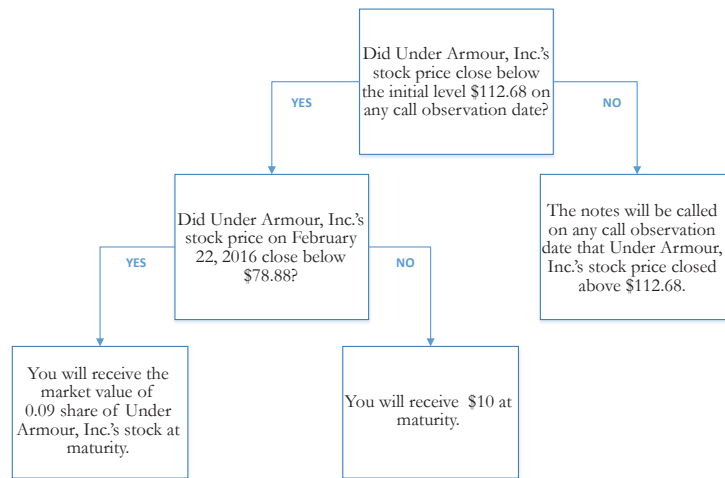 Did Under Armour, Inc.'s
stock price close below
the initial level $112.68 on
any call observation date?
YES
NO
Did Under Armour, Inc.'s
stock price on February
22, 2016 close below
$78.88?
The notes will be called
on any call observation
date that Under Armour,
Inc.'s stock price closed
above $112.68.
YES
NO
You will receive the
market value of
0.09 share of Under
Armour, Inc.'s stock at
maturity.
You will receive $10 at
maturity.